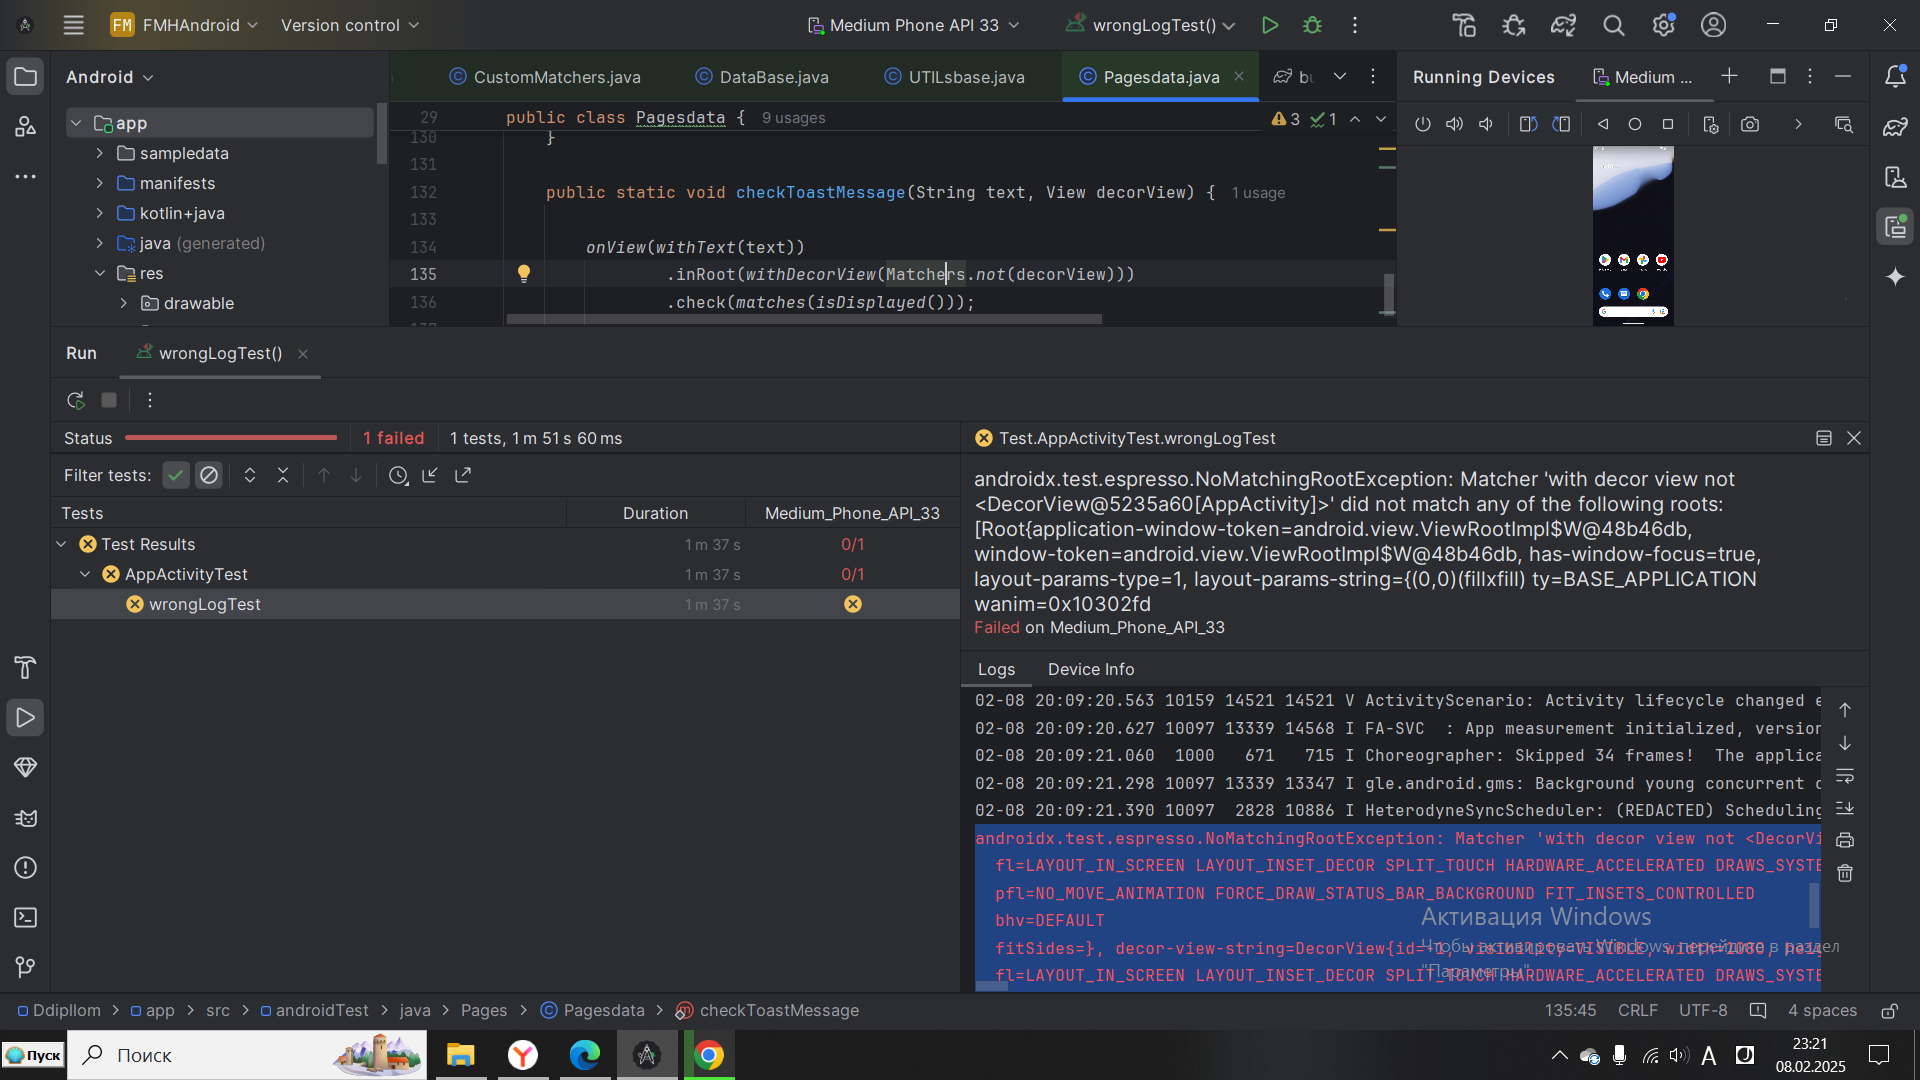 FM FMHAndroid Version control Medium Phone API 33 wrongLogTest()
Android CustomMatchers.java DataBase.java UTILsbase.java Pagesdata.java Running Devices Medium ...
app
sampledata
manifests
kotlin+java
java (generated)
res
drawable
29 public class Pagesdata { 9 usages 3 1
130 }
131
132 public static void checkToastMessage(String text, View decorView) { 1 usage
133
134 onView(withText(text))
135 .inRoot(withDecorView(Matchers.not(decorView)))
136 .check(matches(isDisplayed()));
Run wrongLogTest()
Status 1 failed 1 tests, 1 m 51 s 60 ms
Filter tests:
Tests Duration Medium_Phone_API_33
Test Results 1 m 37 s 0/1
AppActivityTest 1 m 37 s 0/1
wrongLogTest 1 m 37 s
Test.AppActivityTest.wrongLogTest
androidx.test.espresso.NoMatchingRootException: Matcher 'with decor view not
<DecorView@5235a60[AppActivity]>' did not match any of the following roots:
[Root{application-window-token=android.view.ViewRootImpl$W@48b46db,
window-token=android.view.ViewRootImpl$W@48b46db, has-window-focus=true,
layout-params-type=1, layout-params-string={(0,0)(fillxfill) ty=BASE_APPLICATION
wanim=0x10302fd
Failed on Medium_Phone_API_33
Logs Device Info
02-08 20:09:20.563 10159 14521 14521 V ActivityScenario: Activity lifecycle changed
02-08 20:09:20.627 10097 13339 14568 I FA-SVC : App measurement initialized, version
02-08 20:09:21.060 1000 671 715 I Choreographer: Skipped 34 frames! The applica
02-08 20:09:21.298 10097 13339 13347 I gle.android.gms: Background young concurrent
02-08 20:09:21.390 10097 2828 10886 I HeterodyneSyncScheduler: (REDACTED) Scheduling
androidx.test.espresso.NoMatchingRootException: Matcher 'with decor view not <DecorVi
fl=LAYOUT_IN_SCREEN LAYOUT_INSET_DECOR SPLIT_TOUCH HARDWARE_ACCELERATED DRAWS_SYSTE
pfl=NO_MOVE_ANIMATION FORCE_DRAW_STATUS_BAR_BACKGROUND FIT_INSETS_CONTROLLED
bhv=DEFAULT
fitSides=}, decor-view-string=DecorView{id=-1, visibility=VISIBLE, width=1080,
fl=LAYOUT_IN_SCREEN LAYOUT_INSET_DECOR SPLIT_TOUCH HARDWARE_ACCELERATED DRAWS_SYSTE
Активация Windows
Чтобы активировать Windows, перейдите в раздел
"Параметры".
Ddipllom app src androidTest java Pages Pagesdata checkToastMessage 135:45 CRLF UTF-8 4 spaces
Пуск Поиск 23:21
08.02.2025